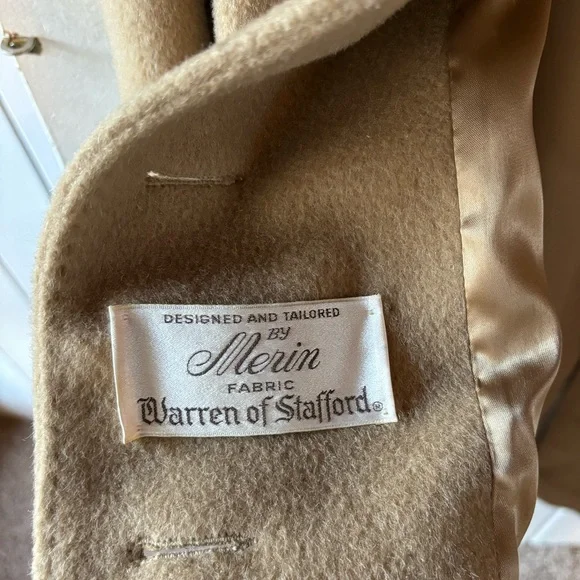 DESIGNED AND TAILORED
BY
Merin
FABRIC
Warren of Stafford®